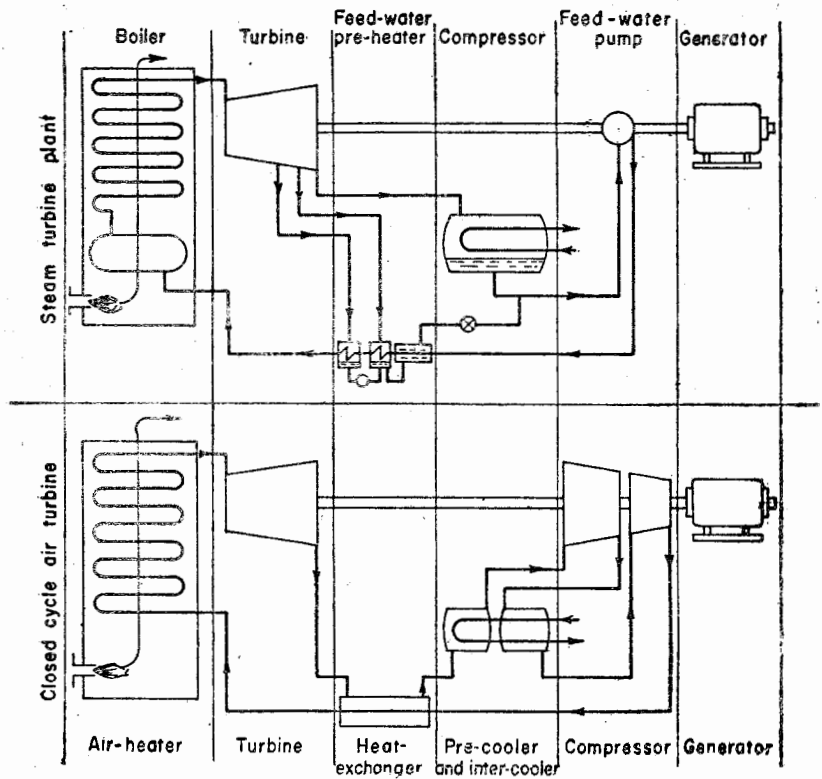 Boiler
Turbine
Feed-water
pre-heater
Compressor
Feed-water
pump
Generator
Steam turbine plant
Closed cycle air turbine
Air-heater
Turbine
Heat-
exchanger
Pre-cooler
and inter-cooler
Compressor
Generator